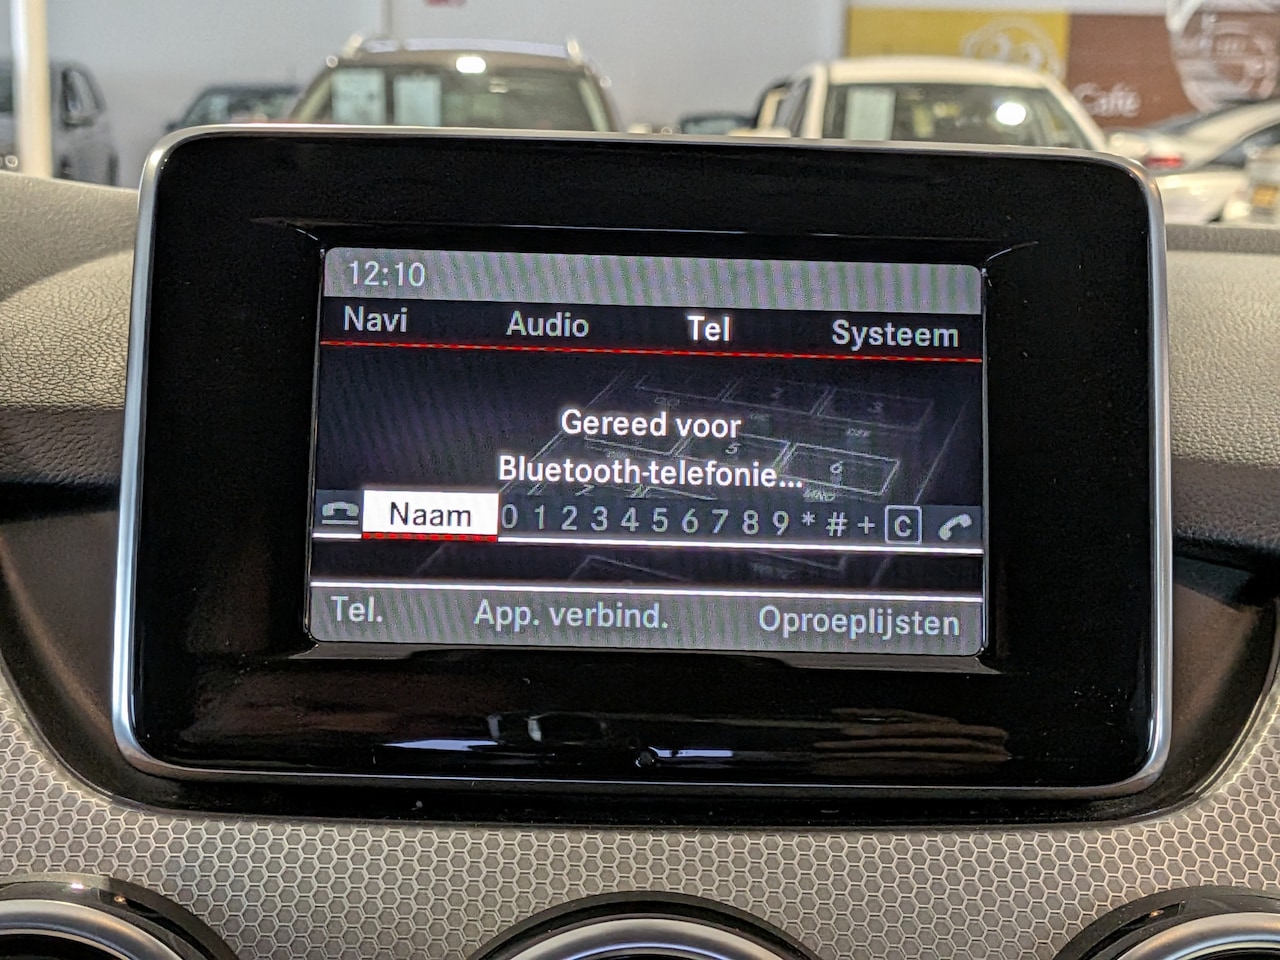 Café
12:10
Navi Audio Tel Systeem
Gereed voor
Bluetooth-telefonie...
Naam 0 1 2 3 4 5 6 7 8 9 * # + C
Tel. App. verbind. Oproeplijsten